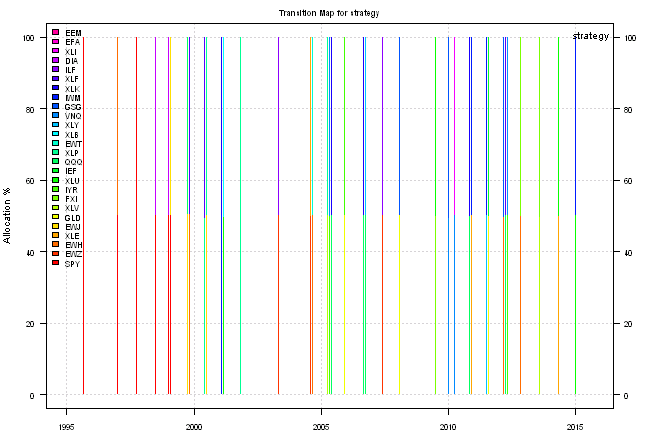 Transition Map for strategy
strategy
100
80
60
40
20
0
Allocation %
EEM
EFA
XLI
DIA
ILF
XLF
XLK
IWM
GSG
VNQ
XLY
XLB
EWT
XLP
QQQ
IEF
XLU
IYR
FXI
XLV
GLD
EWJ
XLE
EWH
EWZ
SPY
100
80
60
40
20
0
1995 2000 2005 2010 2015